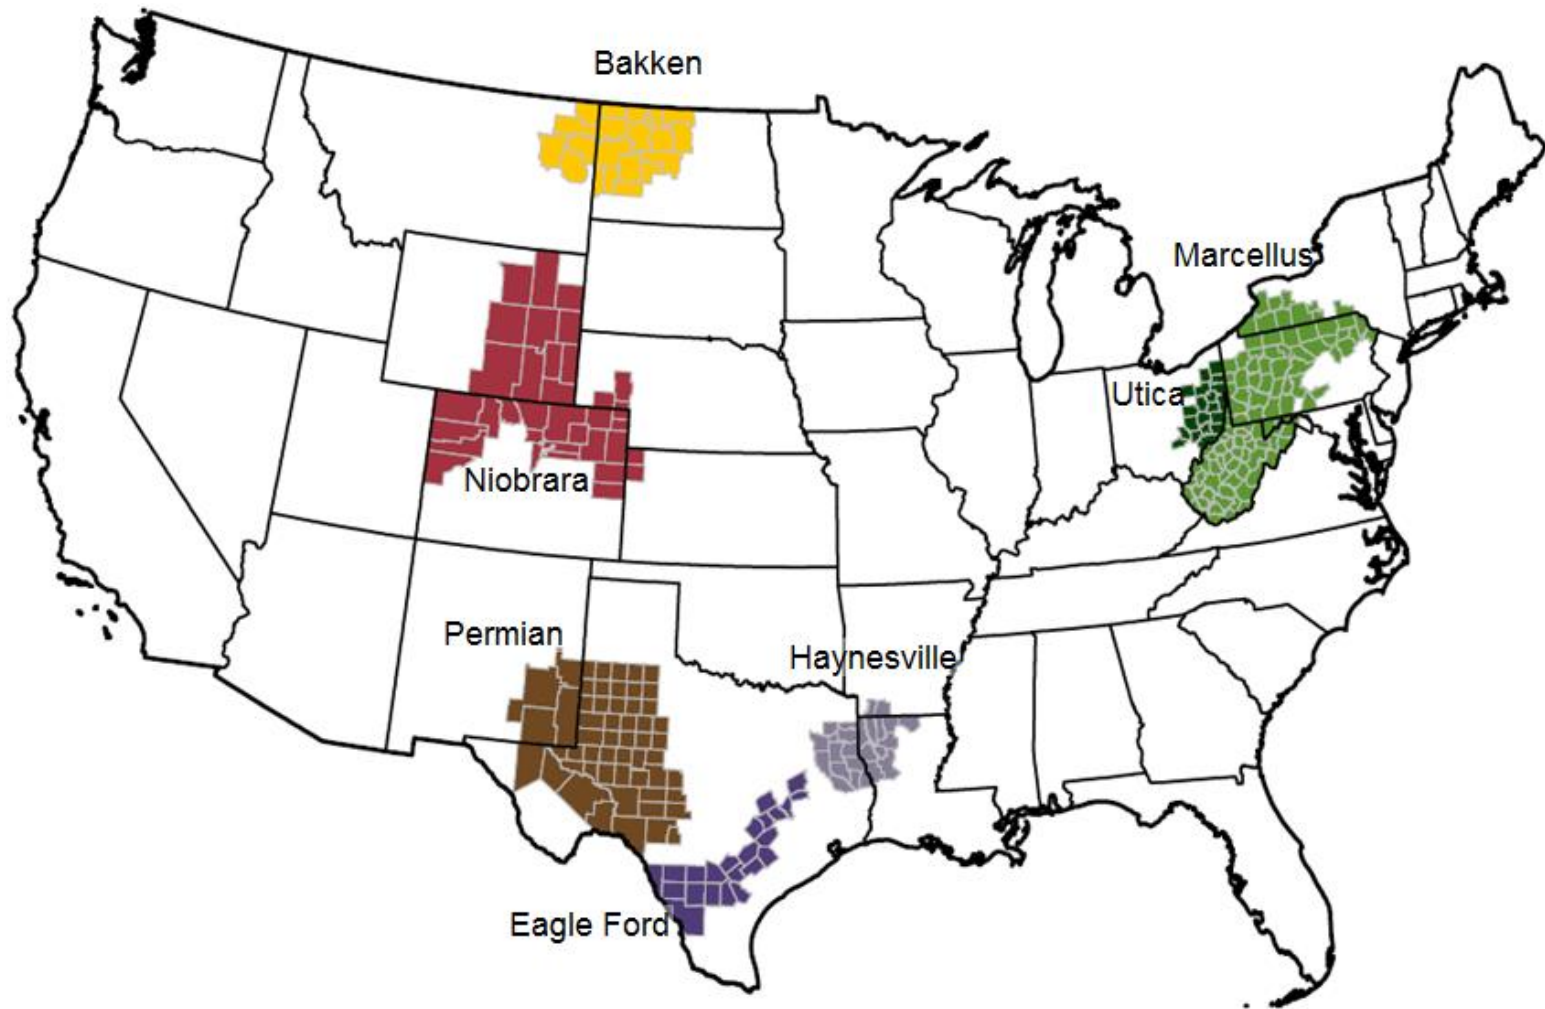 Bakken
Marcellus
Utica
Niobrara
Permian
Haynesville
Eagle Ford